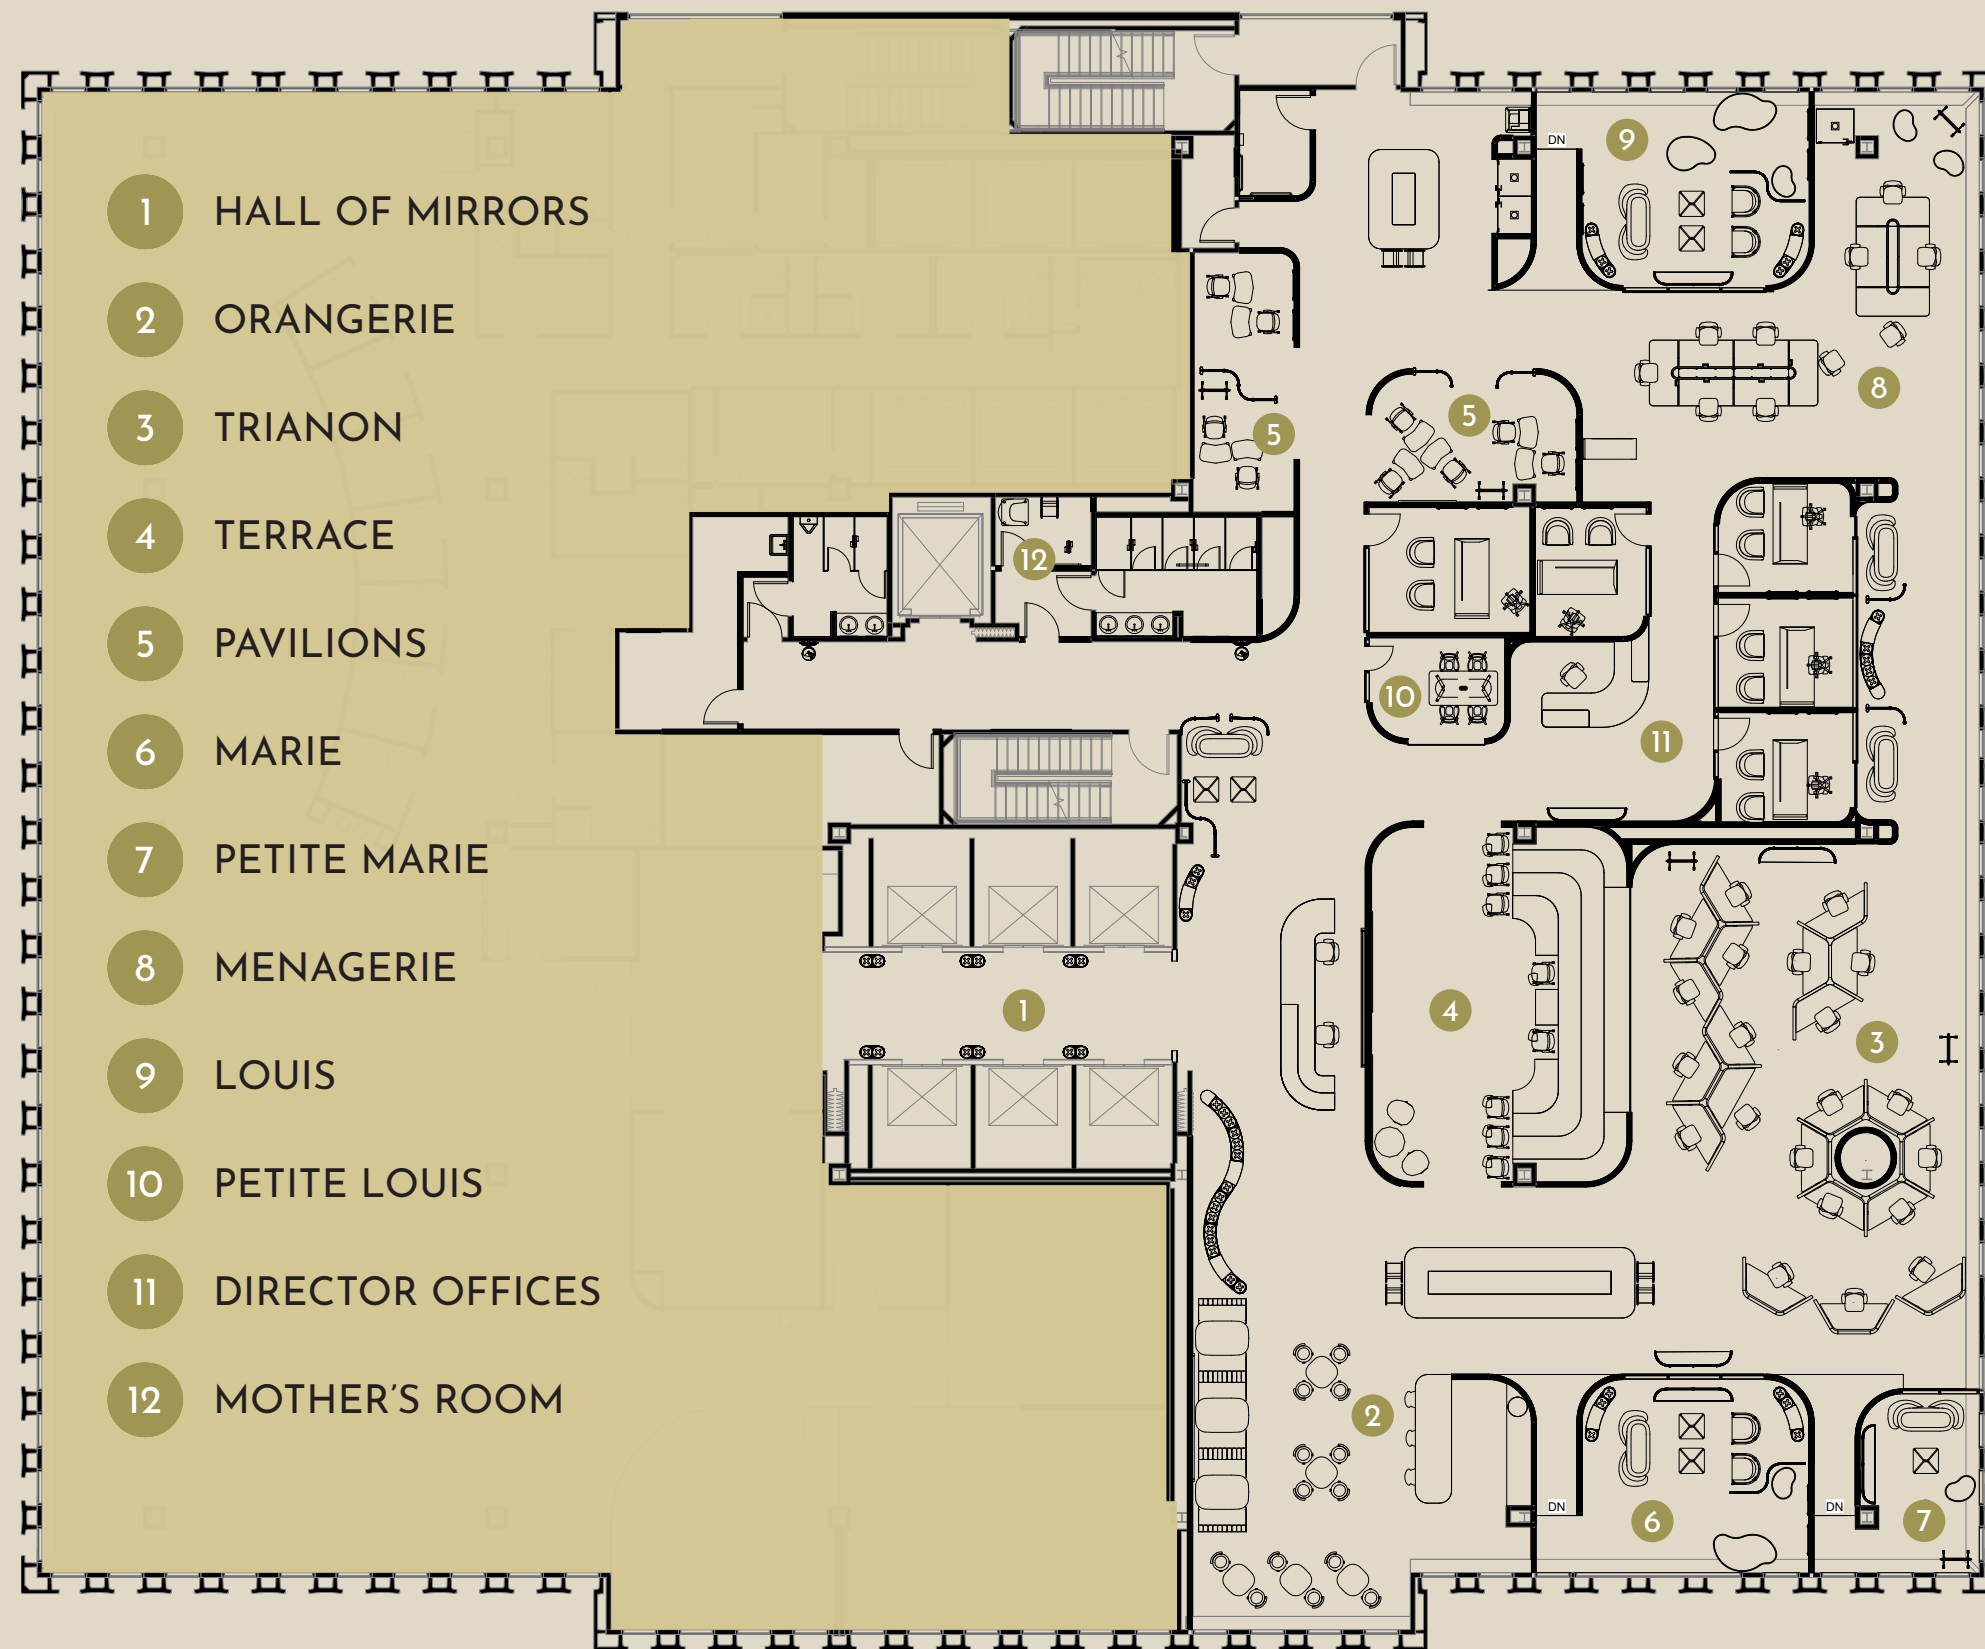 1 HALL OF MIRRORS
2 ORANGERIE
3 TRIANON
4 TERRACE
5 PAVILIONS
6 MARIE
7 PETITE MARIE
8 MENAGERIE
9 LOUIS
10 PETITE LOUIS
11 DIRECTOR OFFICES
12 MOTHER'S ROOM
DN
9
8
5
5
12
10
11
1
4
3
2
DN
6
DN
7